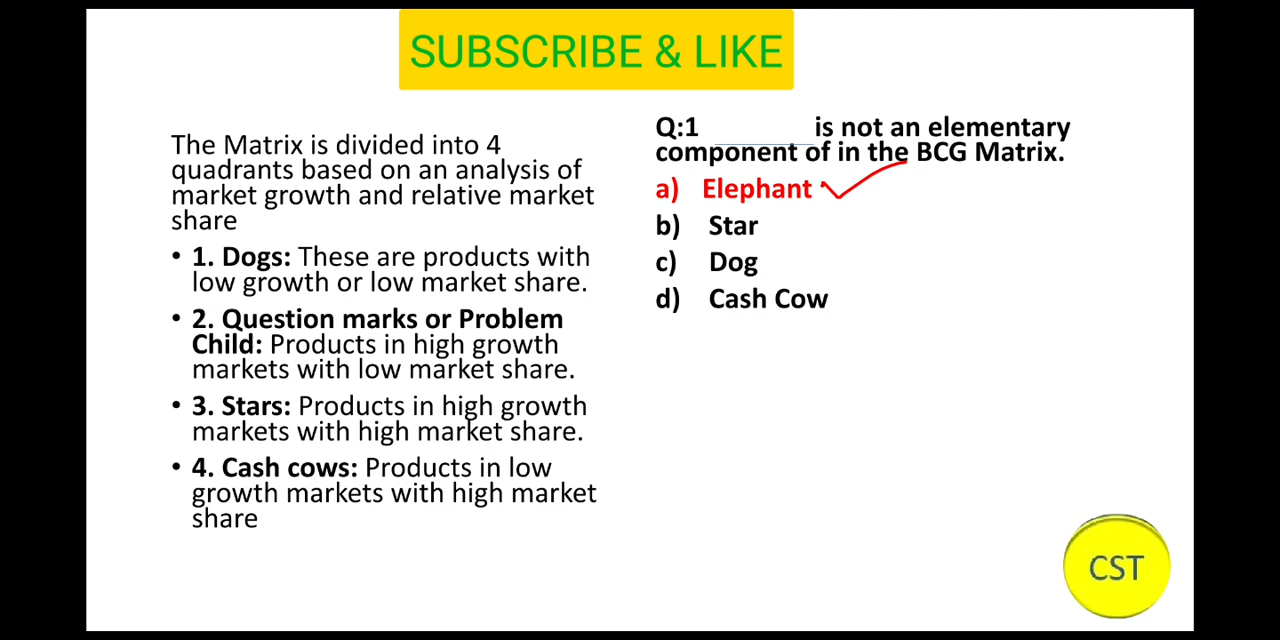 SUBSCRIBE & LIKE
The Matrix is divided into 4
quadrants based on an analysis of
market growth and relative market
share
• 1. Dogs: These are products with
low growth or low market share.
• 2. Question marks or Problem
Child: Products in high growth
markets with low market share.
• 3. Stars: Products in high growth
markets with high market share.
• 4. Cash cows: Products in low
growth markets with high market
share
Q:1 ________ is not an elementary
component of in the BCG Matrix.
a) Elephant
b) Star
c) Dog
d) Cash Cow
CST